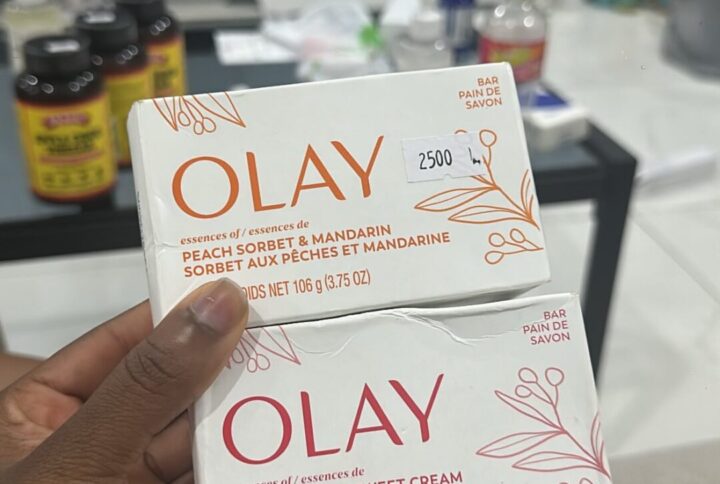 BAR
PAIN DE
SAVON
OLAY
2500
essences of / essences de
PEACH SORBET & MANDARIN
SORBET AUX PÊCHES ET MANDARINE
NET 106 g (3.75 OZ)
BAR
PAIN DE
SAVON
OLAY
of / essences de
CREAM